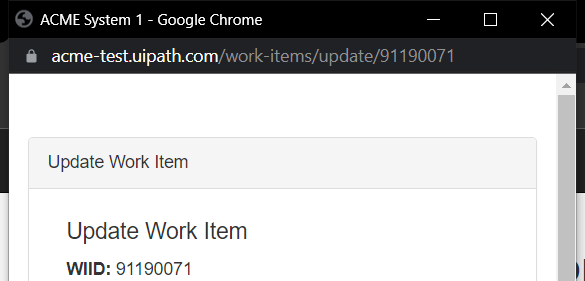 ACME System 1 - Google Chrome
acme-test.uipath.com/work-items/update/91190071
Update Work Item
Update Work Item
WIID: 91190071